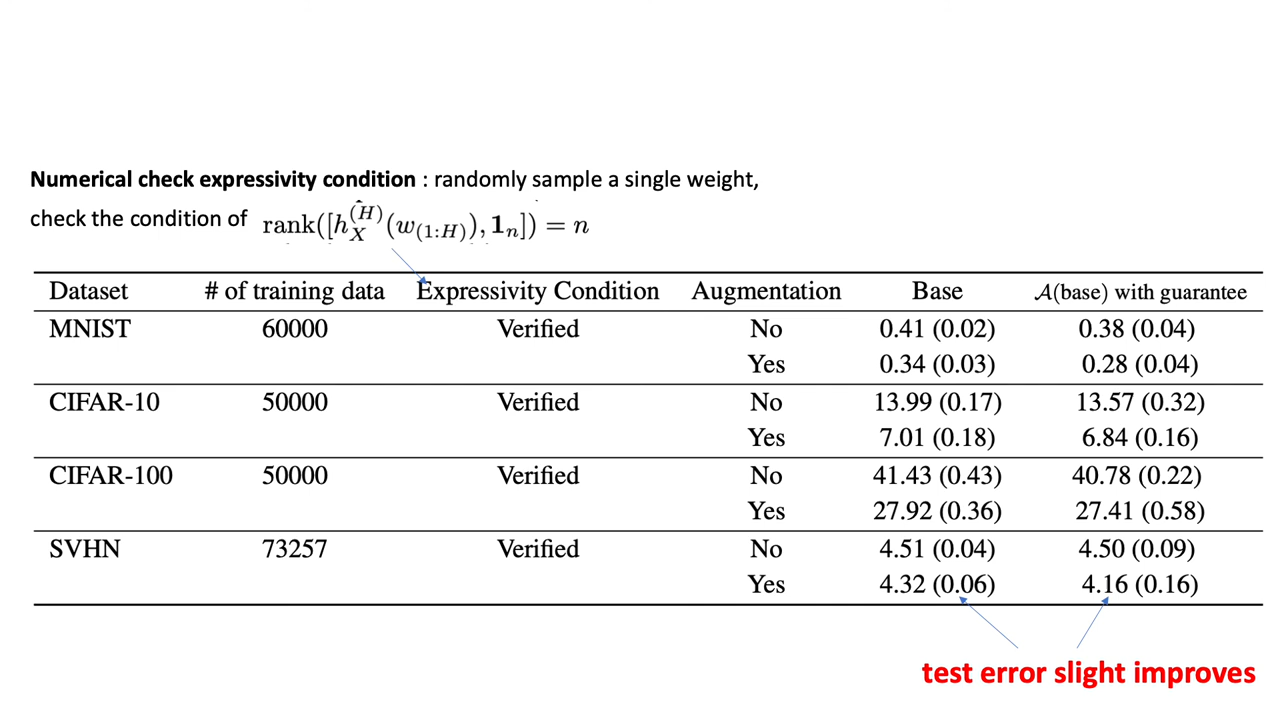 Numerical check expressivity condition : randomly sample a single weight,
check the condition of rank([h_X^{(H)}(w_{(1:H)}), 1_n]) = n
Dataset # of training data Expressivity Condition Augmentation Base 𝒜(base) with guarantee
MNIST 60000 Verified No 0.41 (0.02) 0.38 (0.04)
Yes 0.34 (0.03) 0.28 (0.04)
CIFAR-10 50000 Verified No 13.99 (0.17) 13.57 (0.32)
Yes 7.01 (0.18) 6.84 (0.16)
CIFAR-100 50000 Verified No 41.43 (0.43) 40.78 (0.22)
Yes 27.92 (0.36) 27.41 (0.58)
SVHN 73257 Verified No 4.51 (0.04) 4.50 (0.09)
Yes 4.32 (0.06) 4.16 (0.16)
test error slight improves